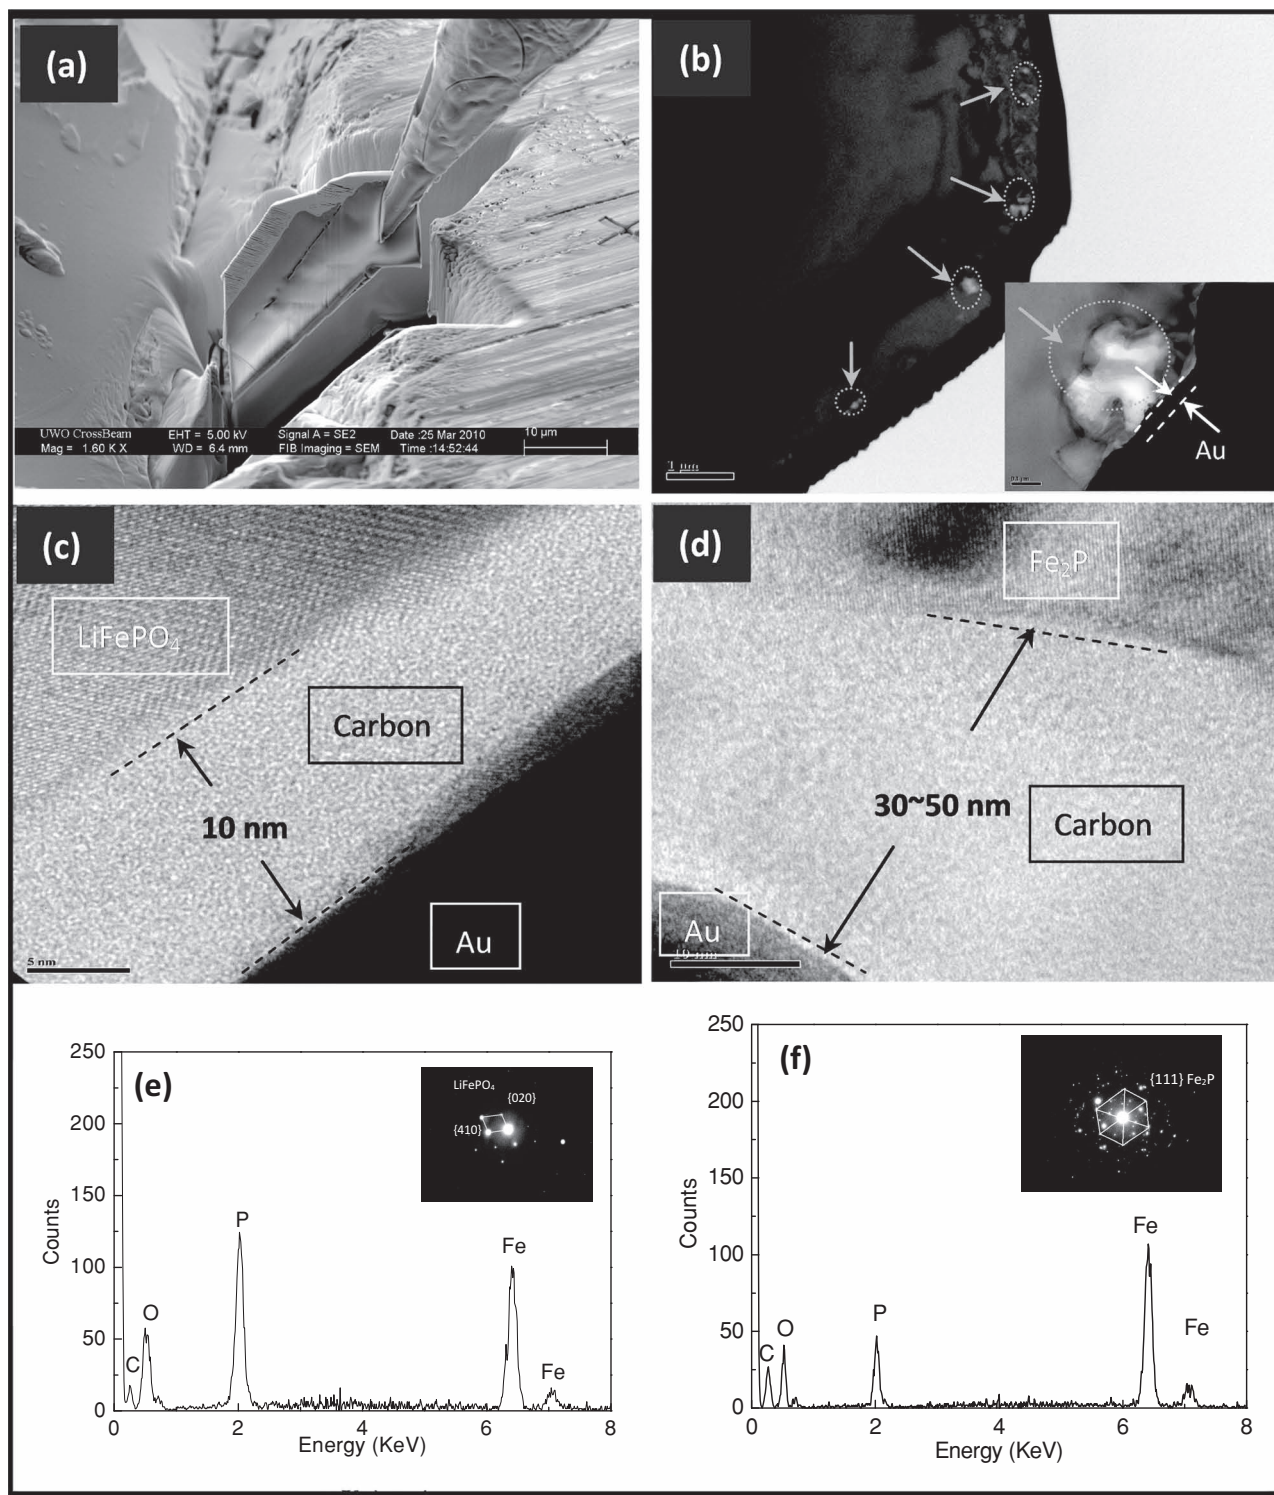 (a)
UWO CrossBeam EHT = 5.00 kV Signal A = SE2 Date :25 Mar 2010 10 µm
Mag = 1.60 K X WD = 6.4 mm FIB Imaging = SEM Time :14:52:44
(b)
1 µm
Au
(c)
LiFePO₄
Carbon
10 nm
Au
5 nm
(d)
Fe₂P
30~50 nm
Carbon
Au
10 nm
(e)
LiFePO₄
{020}
{410}
250
200
150
100
50
0
Counts
C
O
P
Fe
Fe
0 2 4 6 8
Energy (KeV)
(f)
{111} Fe₂P
250
200
150
100
50
0
Counts
C
O
P
Fe
Fe
0 2 4 6 8
Energy (KeV)